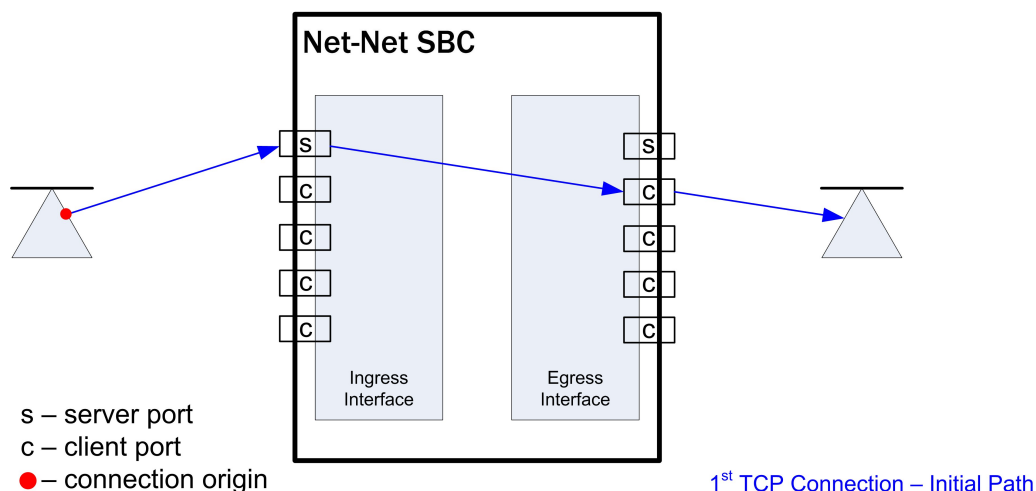 Net-Net SBC
s
c
c
c
c
s
c
c
c
c
Ingress
Interface
Egress
Interface
s – server port
c – client port
– connection origin
1st TCP Connection – Initial Path